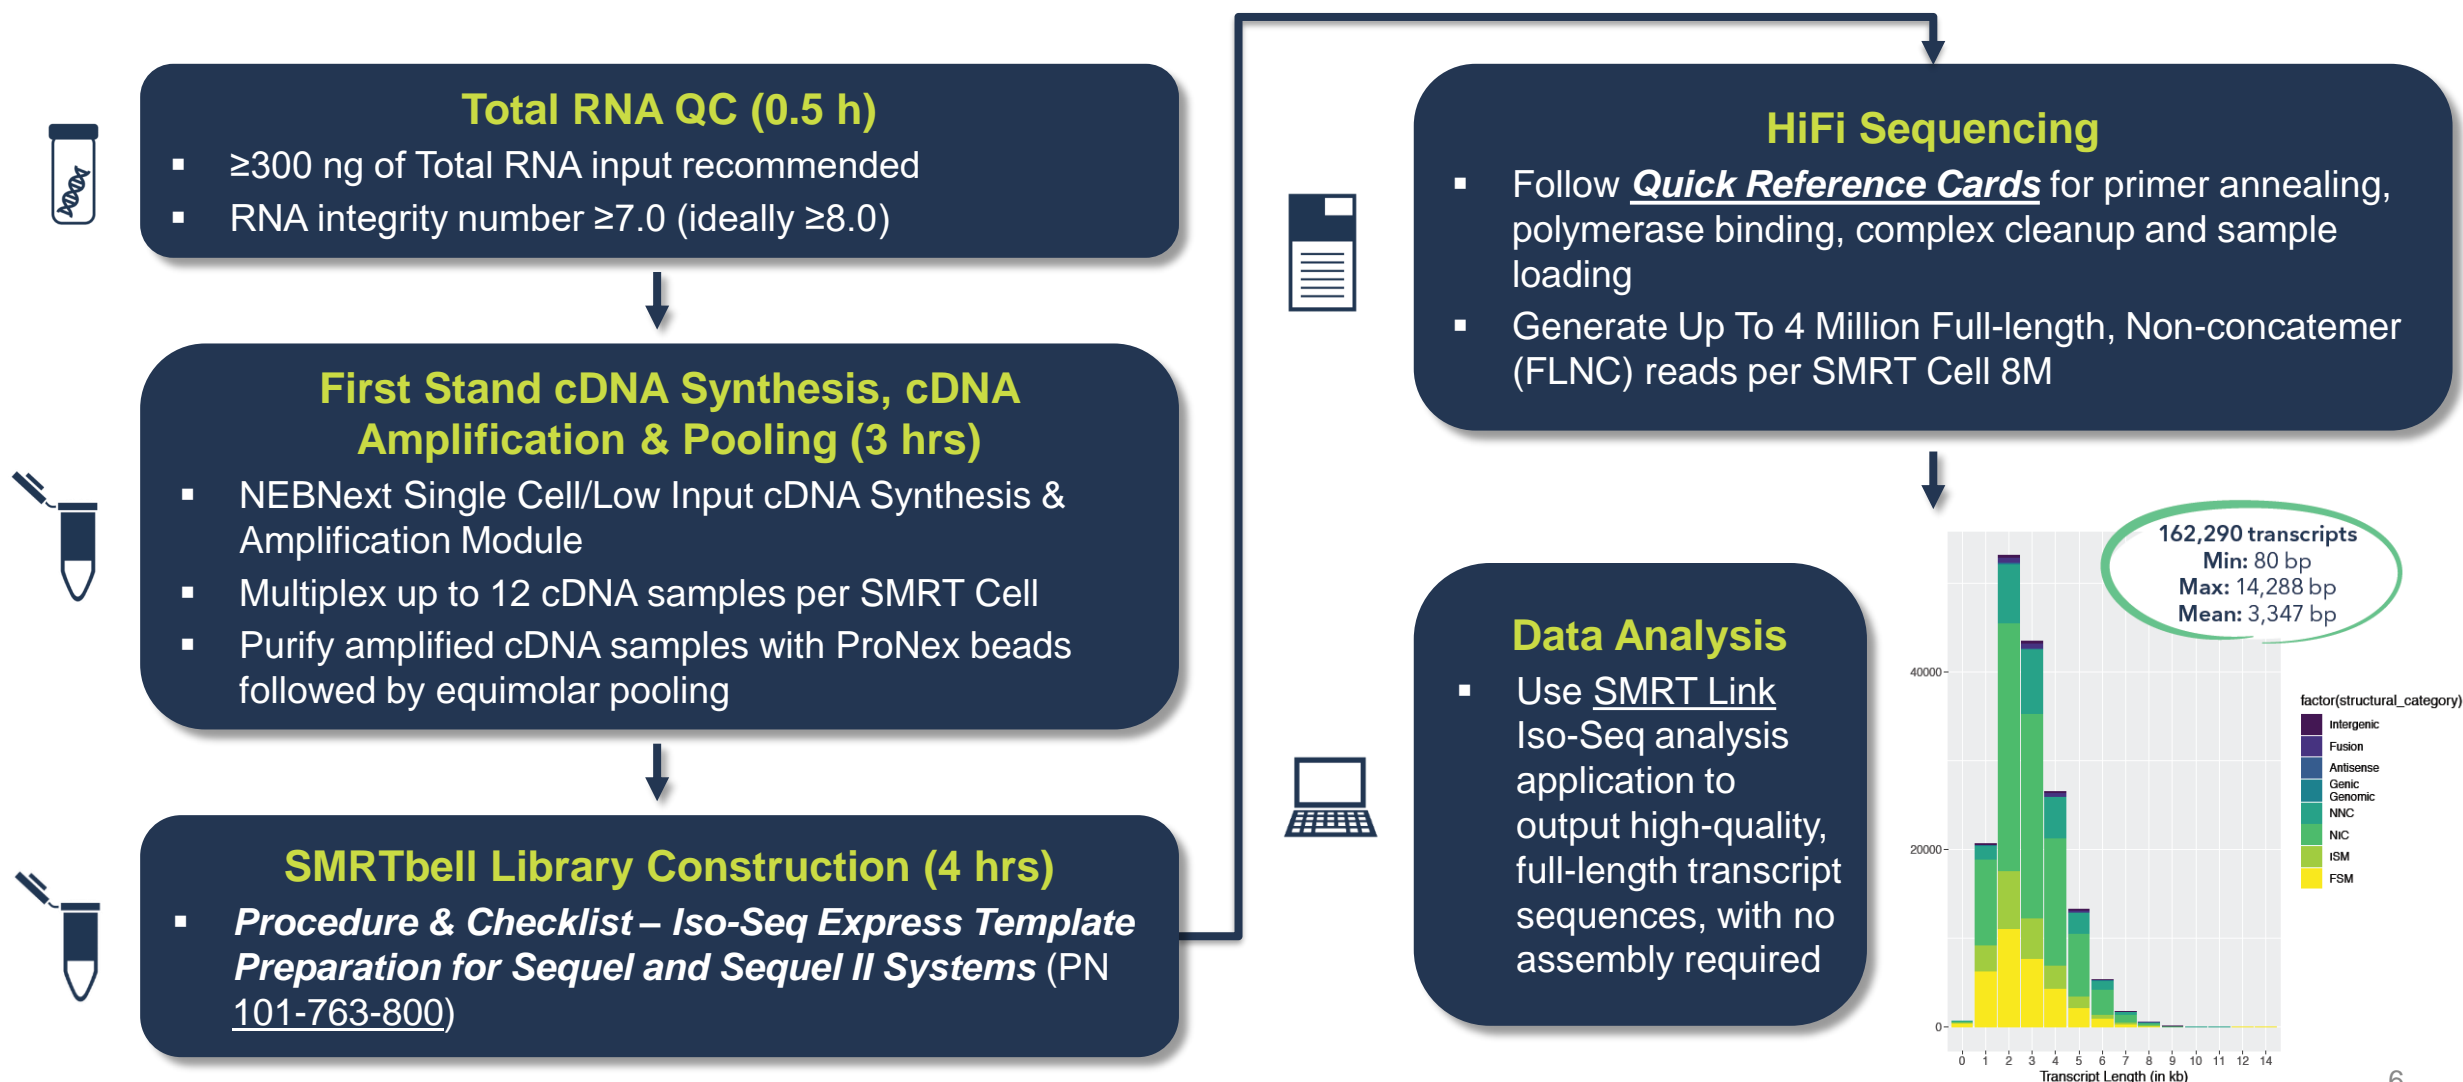 Total RNA QC (0.5 h)
▪ ≥300 ng of Total RNA input recommended
▪ RNA integrity number ≥7.0 (ideally ≥8.0)
First Stand cDNA Synthesis, cDNA
Amplification & Pooling (3 hrs)
▪ NEBNext Single Cell/Low Input cDNA Synthesis &
Amplification Module
▪ Multiplex up to 12 cDNA samples per SMRT Cell
▪ Purify amplified cDNA samples with ProNex beads
followed by equimolar pooling
SMRTbell Library Construction (4 hrs)
▪ Procedure & Checklist – Iso-Seq Express Template
Preparation for Sequel and Sequel II Systems (PN
101-763-800)
HiFi Sequencing
▪ Follow Quick Reference Cards for primer annealing,
polymerase binding, complex cleanup and sample
loading
▪ Generate Up To 4 Million Full-length, Non-concatemer
(FLNC) reads per SMRT Cell 8M
Data Analysis
▪ Use SMRT Link
Iso-Seq analysis
application to
output high-quality,
full-length transcript
sequences, with no
assembly required
162,290 transcripts
Min: 80 bp
Max: 14,288 bp
Mean: 3,347 bp
40000
20000
0
0 1 2 3 4 5 6 7 8 9 10 11 12 14
Transcript Length (in kb)
factor(structural_category)
Intergenic
Fusion
Antisense
Genic
Genomic
NNC
NIC
ISM
FSM
6